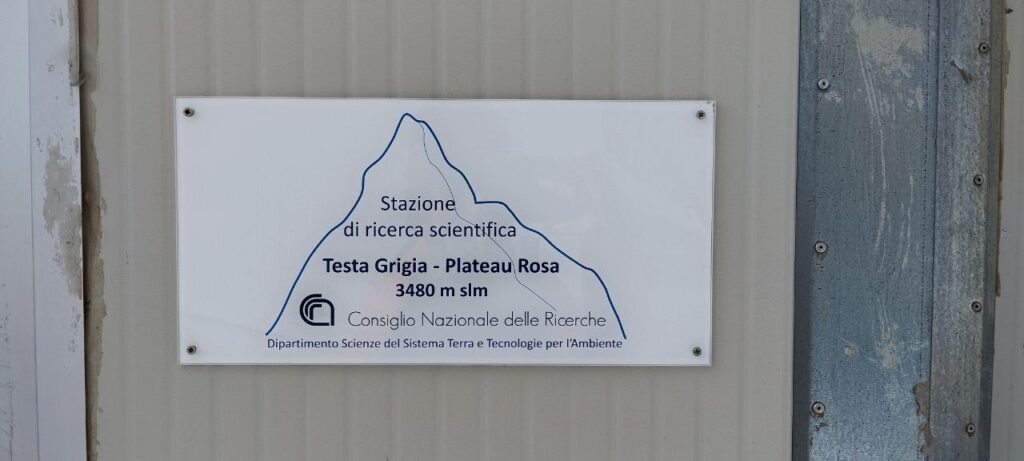 Stazione
di ricerca scientifica
Testa Grigia - Plateau Rosa
3480 m slm
Consiglio Nazionale delle Ricerche
Dipartimento Scienze del Sistema Terra e Tecnologie per l'Ambiente